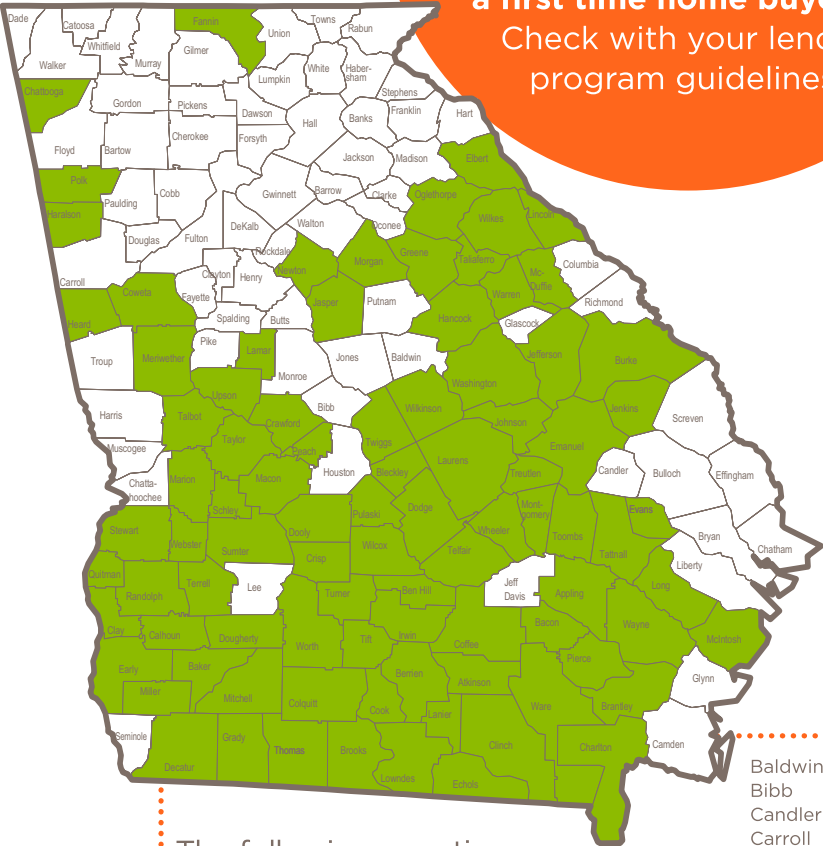 a first time home buye
Check with your lend
program guidelines
Dade
Catoosa
Whitfield
Walker
Murray
Fannin
Gilmer
Union
Towns
Rabun
White
Haber-
sham
Lumpkin
Stephens
Chattooga
Gordon
Pickens
Dawson
Hall
Banks
Franklin
Hart
Floyd
Bartow
Cherokee
Forsyth
Jackson
Madison
Elbert
Polk
Paulding
Cobb
Gwinnett
Barrow
Clarke
Oglethorpe
Wilkes
Lincoln
Haralson
Douglas
Fulton
DeKalb
Walton
Oconee
Rockdale
Carroll
Clayton
Henry
Newton
Morgan
Greene
Taliaferro
Mc-
Duffie
Columbia
Coweta
Fayette
Spalding
Butts
Jasper
Putnam
Hancock
Warren
Glascock
Richmond
Heard
Troup
Meriwether
Pike
Lamar
Monroe
Jones
Baldwin
Washington
Jefferson
Burke
Harris
Talbot
Upson
Crawford
Bibb
Wilkinson
Johnson
Jenkins
Screven
Muscogee
Taylor
Peach
Twiggs
Laurens
Emanuel
Chatta-
hoochee
Marion
Macon
Houston
Bleckley
Treutlen
Candler
Bulloch
Effingham
Schley
Pulaski
Dodge
Mont-
gomery
Evans
Stewart
Webster
Sumter
Dooly
Crisp
Wilcox
Telfair
Wheeler
Toombs
Tattnall
Bryan
Chatham
Liberty
Quitman
Randolph
Terrell
Lee
Turner
Ben Hill
Jeff
Davis
Appling
Long
Clay
Calhoun
Dougherty
Worth
Tift
Irwin
Coffee
Bacon
Wayne
McIntosh
Early
Baker
Mitchell
Berrien
Atkinson
Pierce
Glynn
Miller
Colquitt
Cook
Lanier
Ware
Brantley
Seminole
Decatur
Grady
Thomas
Brooks
Lowndes
Echols
Clinch
Charlton
Camden
Baldwin
Bibb
Candler
Carroll